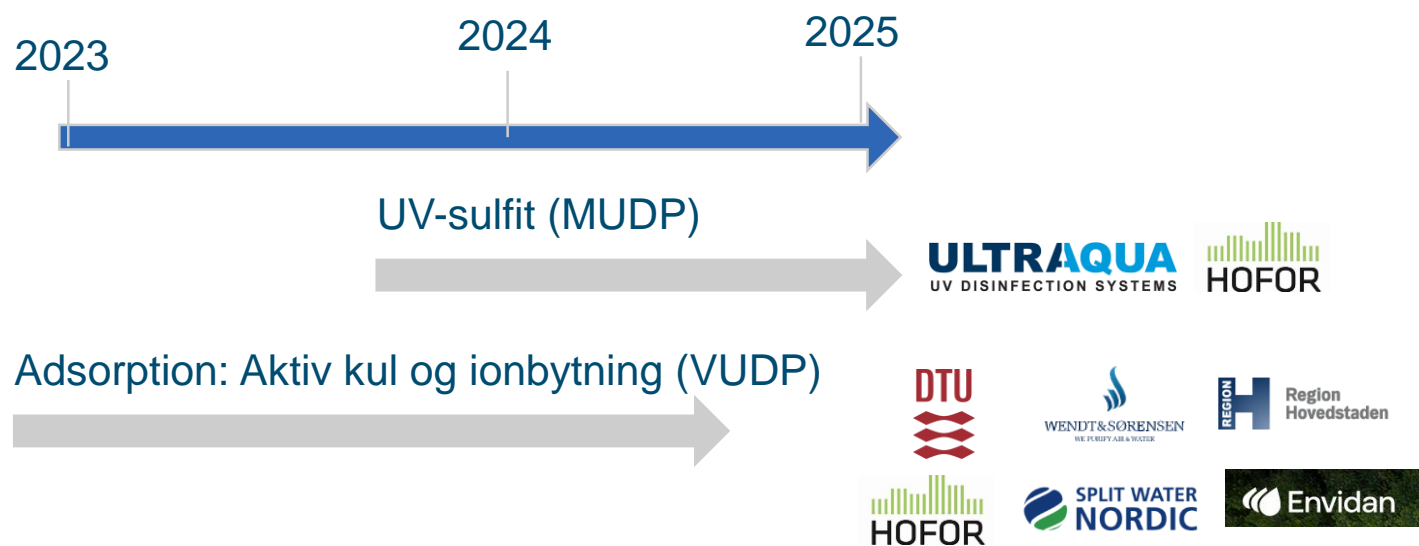 2023
2024
2025
UV-sulfit (MUDP)
ULTRAQUA
UV DISINFECTION SYSTEMS
HOFOR
Adsorption: Aktiv kul og ionbytning (VUDP)
DTU
WENDT&SØRENSEN
WE PURIFY AIR & WATER
REGION H
Region
Hovedstaden
HOFOR
SPLIT WATER
NORDIC
Envidan